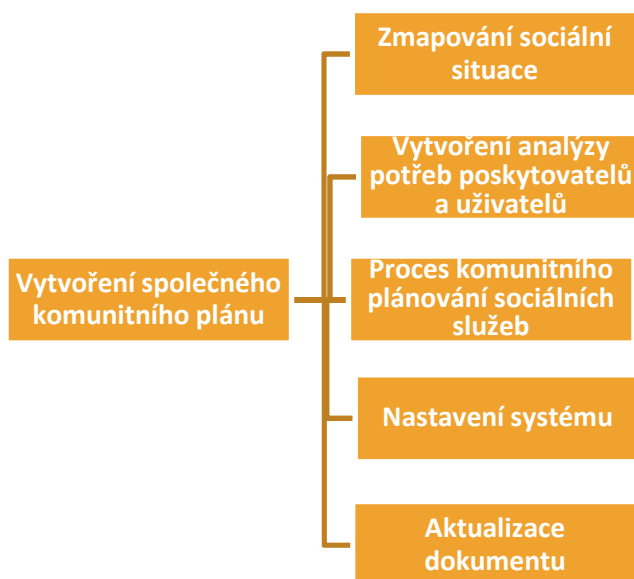 Zmapování sociální
situace
Vytvoření analýzy
potřeb poskytovatelů
a uživatelů
Vytvoření společného
komunitního plánu
Proces komunitního
plánování sociálních
služeb
Nastavení systému
Aktualizace
dokumentu